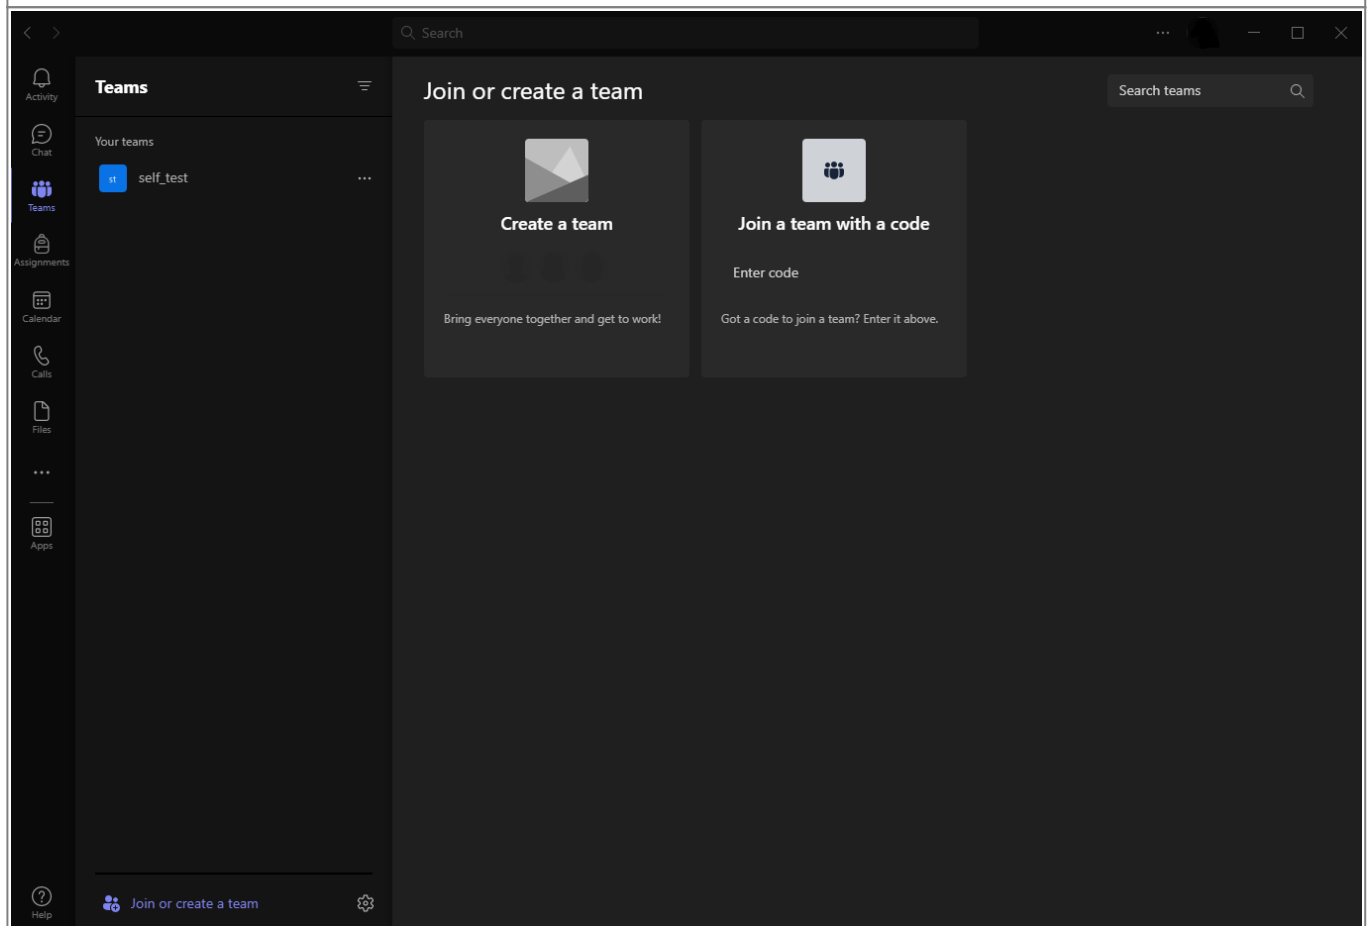 Search
Activity
Chat
Teams
Assignments
Calendar
Calls
Files
Apps
Help
Teams
Your teams
st self_test
Join or create a team
Join or create a team
Search teams
Create a team
Bring everyone together and get to work!
Join a team with a code
Enter code
Got a code to join a team? Enter it above.